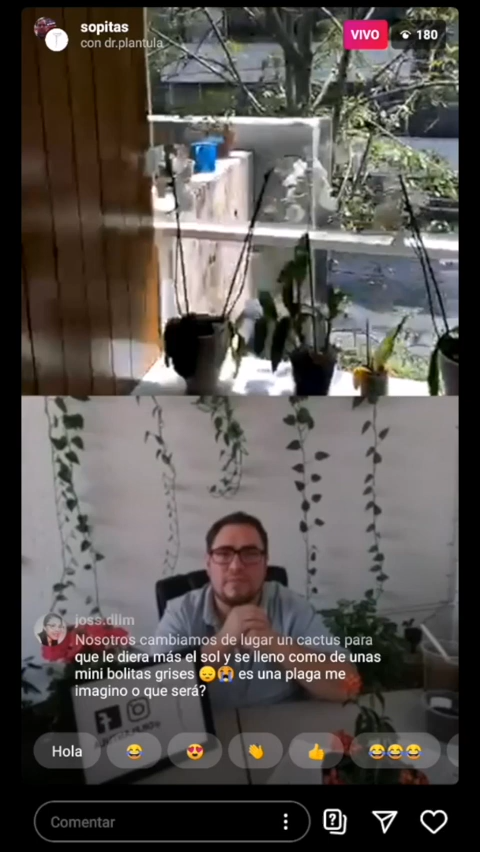 sopitas
con dr.plantula
VIVO
180
joss.dlim
Nosotros cambiamos de lugar un cactus para
que le diera más el sol y se lleno como de unas
mini bolitas grises 😔😭 es una plaga me
imagino o que será?
Hola
😂
😍
👏
👍
😂😂😂
Comentar